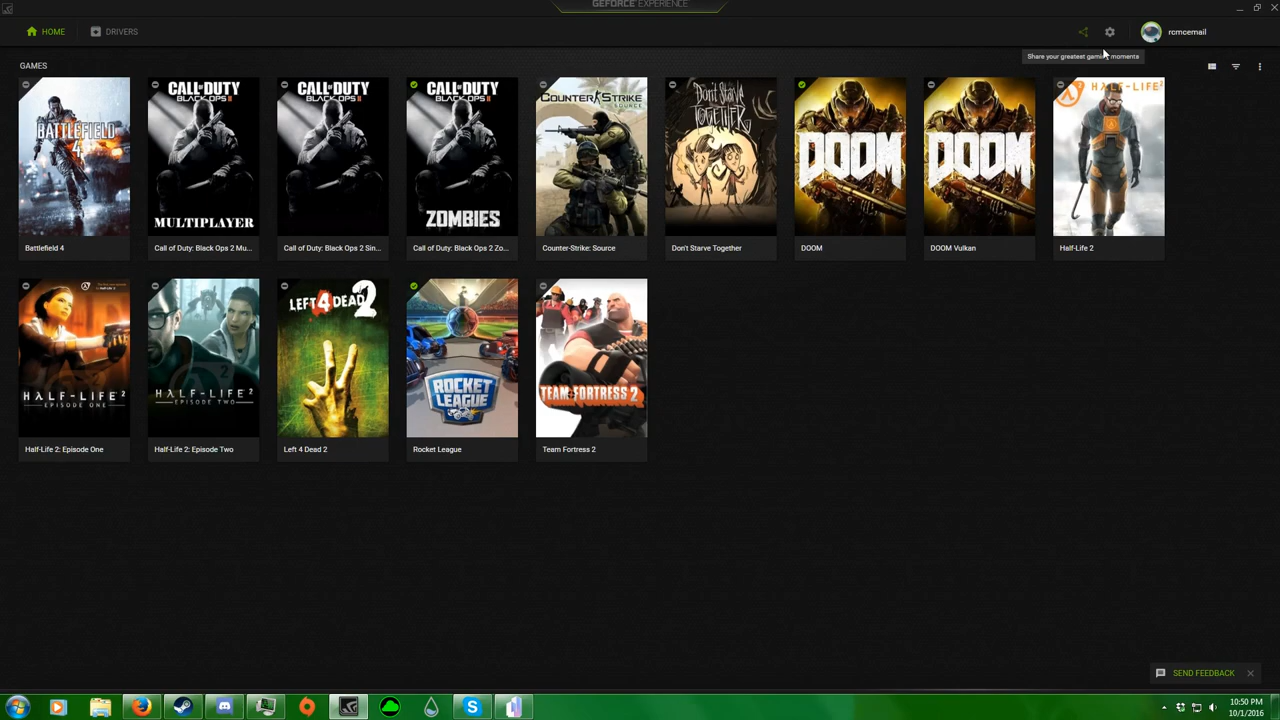 GEFORCE EXPERIENCE
HOME
DRIVERS
rcmcemail
Share your greatest gaming moments
GAMES
BATTLEFIELD
4
CALL OF DUTY
BLACK OPS II
MULTIPLAYER
CALL OF DUTY
BLACK OPS II
CALL OF DUTY
BLACK OPS II
ZOMBIES
COUNTER-STRIKE
SOURCE
Don't Starve
TOGETHER
DOOM
DOOM
HALF-LIFE 2
Battlefield 4
Call of Duty: Black Ops 2 Mu...
Call of Duty: Black Ops 2 Sin...
Call of Duty: Black Ops 2 Zo...
Counter-Strike: Source
Don't Starve Together
DOOM
DOOM Vulkan
Half-Life 2
HλLF-LIFE 2
EPISODE ONE
HλLF-LIFE 2
EPISODE TWO
LEFT 4 DEAD 2
ROCKET
LEAGUE
TEAM FORTRESS 2
Half-Life 2: Episode One
Half-Life 2: Episode Two
Left 4 Dead 2
Rocket League
Team Fortress 2
SEND FEEDBACK
10:50 PM
10/1/2016